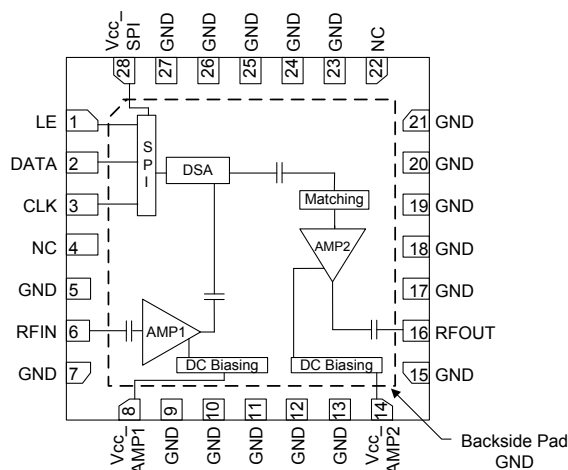 Vcc_
SPI
GND
GND
GND
GND
GND
NC
28
27
26
25
24
23
22
LE
1
DATA
2
CLK
3
NC
4
GND
5
RFIN
6
GND
7
SPI
DSA
Matching
AMP2
AMP1
DC Biasing
DC Biasing
21
GND
20
GND
19
GND
18
GND
17
GND
16
RFOUT
15
GND
8
9
10
11
12
13
14
Vcc_
AMP1
GND
GND
GND
GND
GND
Vcc_
AMP2
Backside Pad
GND